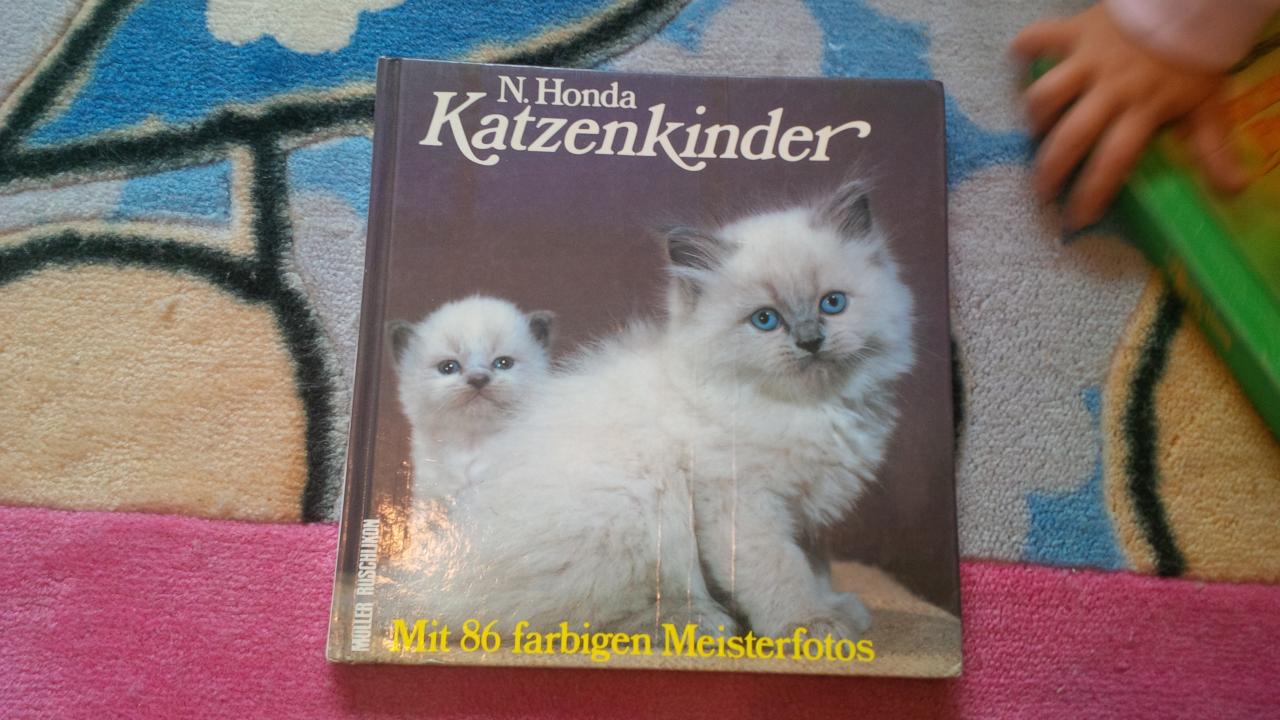 N. Honda
Katzenkinder
MÜLLER RÜSCHLIKON
Mit 86 farbigen Meisterfotos